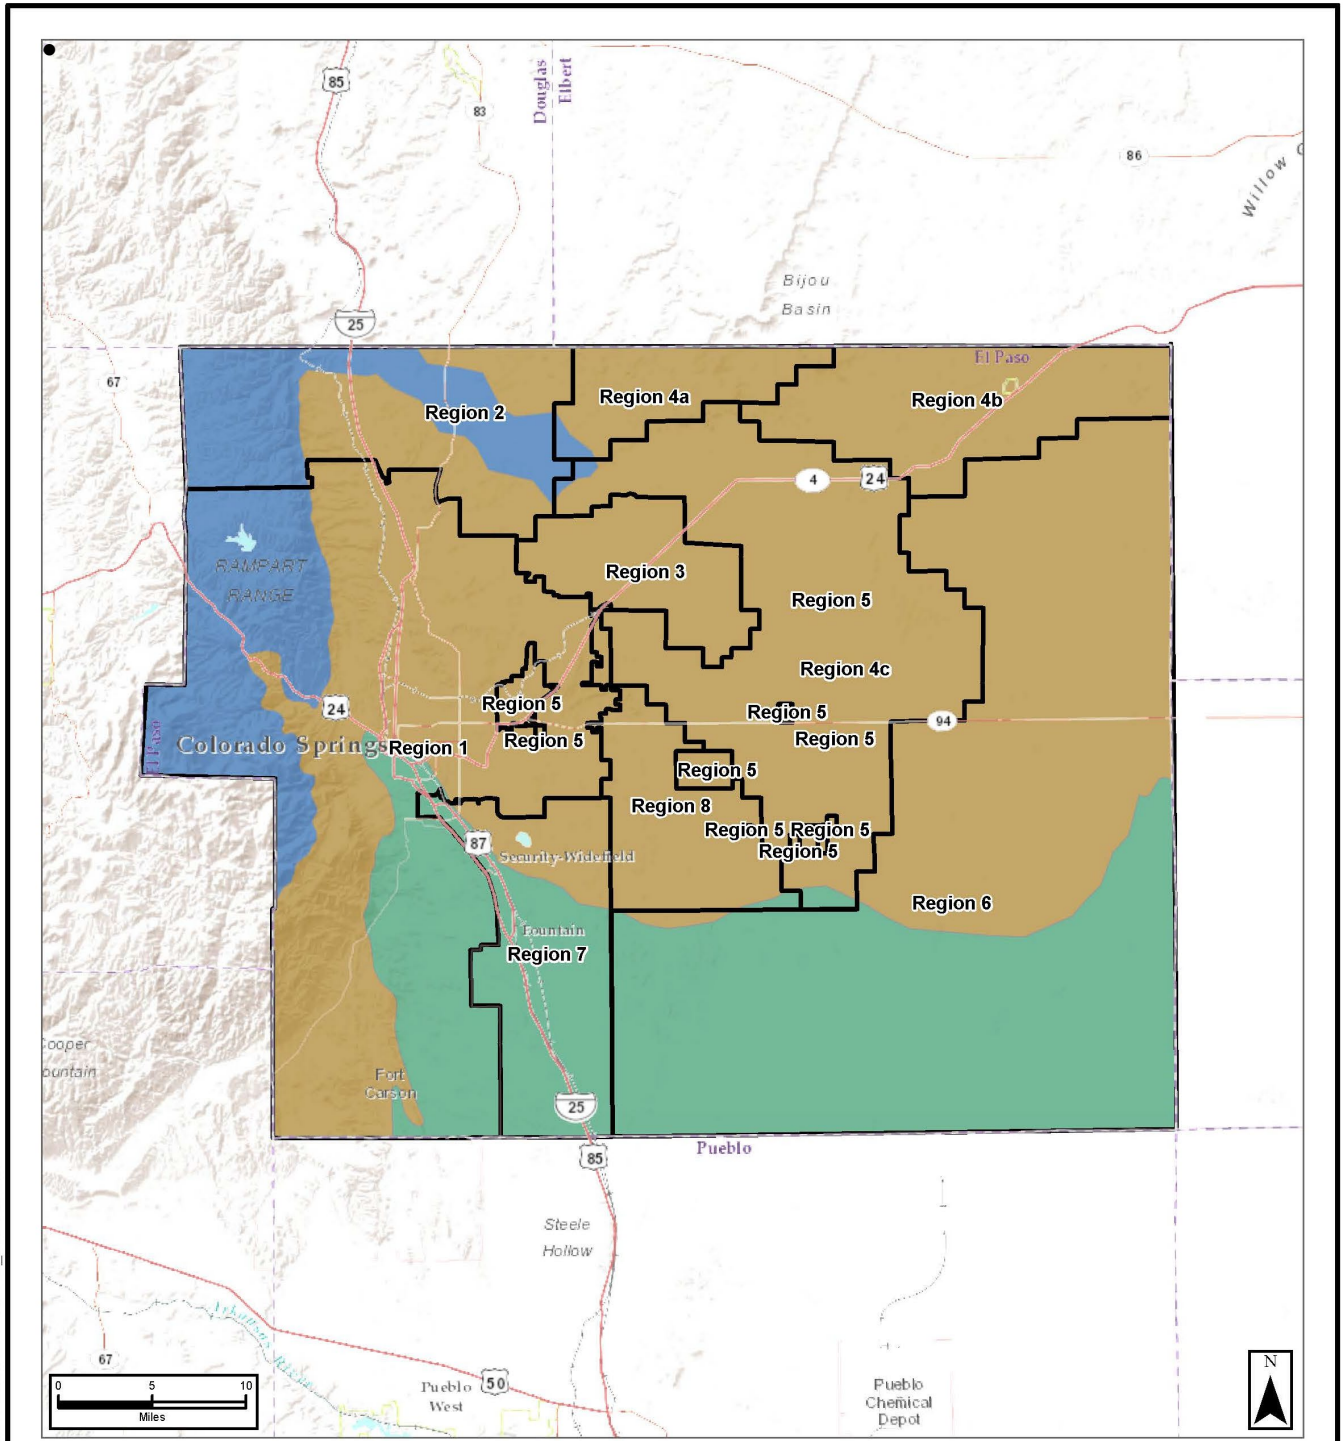 85
83
Douglas
Elbert
86
Willow C
Bijou
Basin
25
El Paso
67
Region 4a
Region 4b
Region 2
4
24
RAMPART
RANGE
Region 3
Region 5
Region 4c
Region 5
24
Region 5
94
El Paso
Colorado Springs
Region 1
Region 5
Region 5
Region 5
Region 8
Region 5
Region 5
Region 5
87
Security-Widefield
Region 6
Fountain
Region 7
Cooper
ountain
Fort
Carson
25
Pueblo
85
Steele
Hollow
Arkansas River
67
Pueblo
West
50
Pueblo
Chemical
Depot
0
5
10
Miles
N